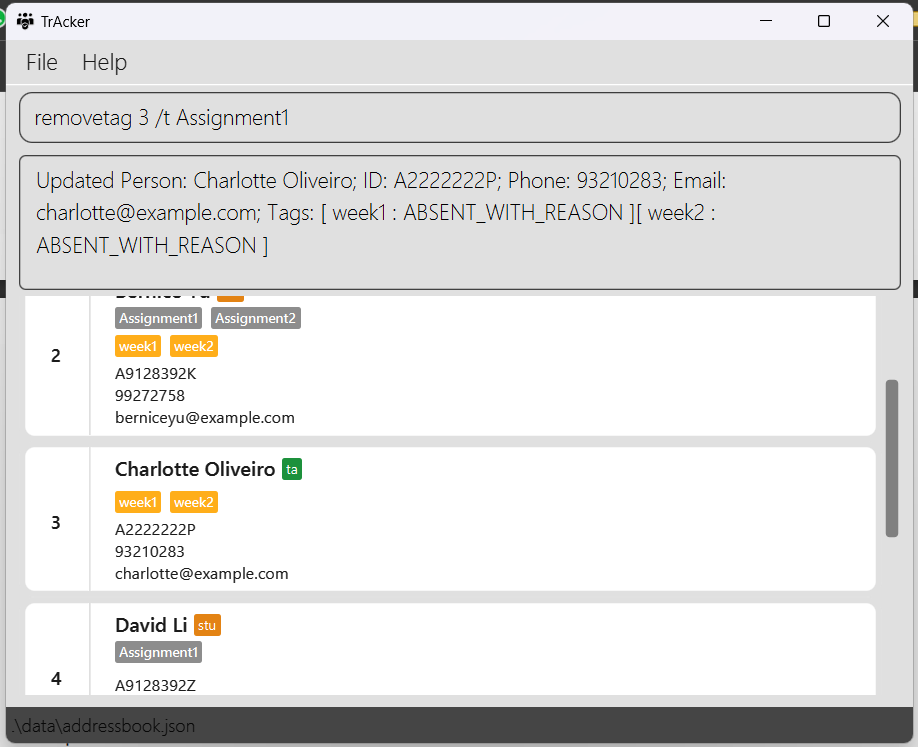 TrAcker
File Help
removetag 3 /t Assignment1
Updated Person: Charlotte Oliveiro; ID: A2222222P; Phone: 93210283; Email:
charlotte@example.com; Tags: [ week1 : ABSENT_WITH_REASON ][ week2 :
ABSENT_WITH_REASON ]
Assignment1 Assignment2
week1 week2
2
A9128392K
99272758
berniceyu@example.com
Charlotte Oliveiro ta
week1 week2
3
A2222222P
93210283
charlotte@example.com
David Li stu
Assignment1
4
A9128392Z
.\data\addressbook.json